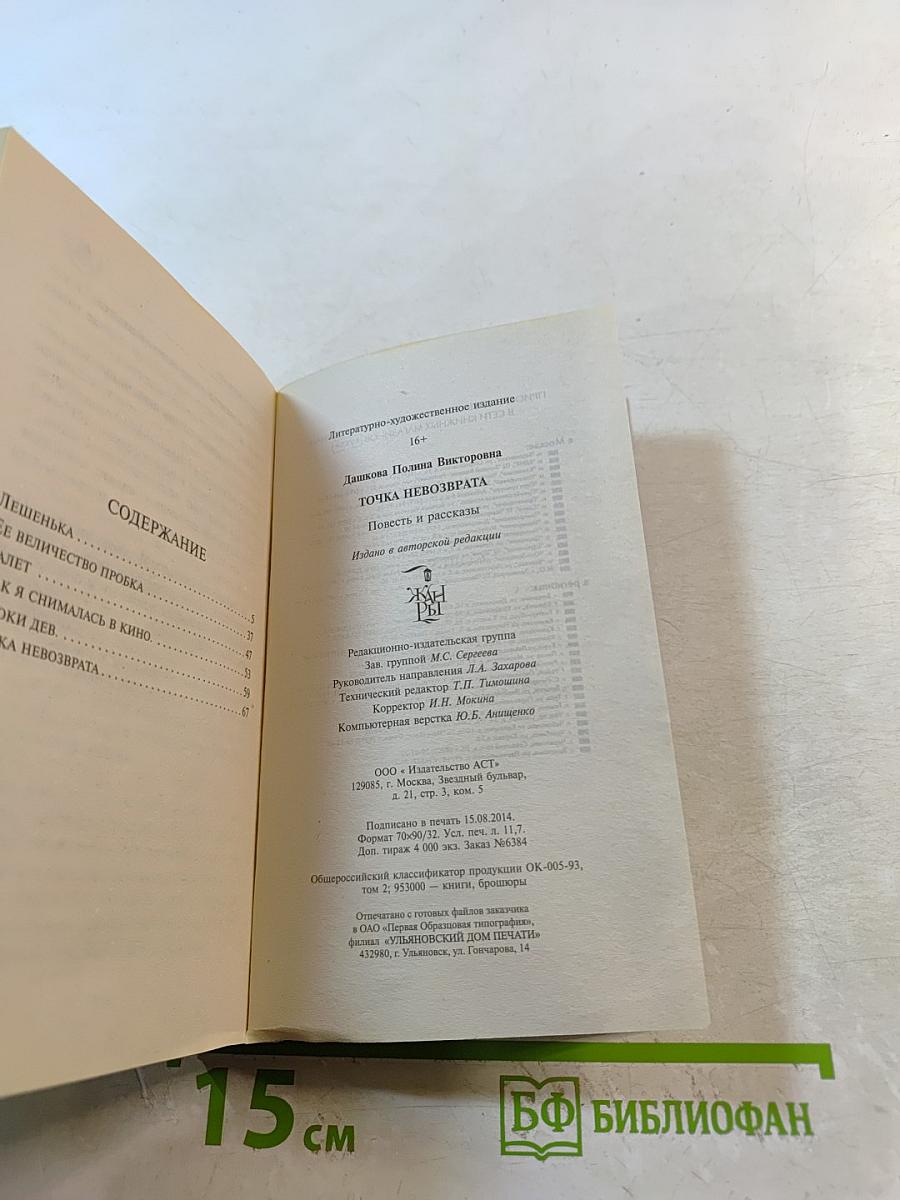 СОДЕРЖАНИЕ
ЛЕШЕНЬКА . . . . . . . . . . . . . . . . . . . . 5
ЕЕ ВЕЛИЧЕСТВО ПРОБКА . . . . . . . . . . . . 37
АЛЕТ . . . . . . . . . . . . . . . . . . . . 47
К Я СНИМАЛАСЬ В КИНО. . . . . . . . . . . . 53
ОКИ ДЕВ. . . . . . . . . . . . . . . . . . . . 59
КА НЕВОЗВРАТА. . . . . . . . . . . . . . . . 67
Литературно-художественное издание
16+
Дашкова Полина Викторовна
ТОЧКА НЕВОЗВРАТА
Повесть и рассказы
Издано в авторской редакции
ЖАН
РЫ
Редакционно-издательская группа
Зав. группой М.С. Сергеева
Руководитель направления Л.А. Захарова
Технический редактор Т.П. Тимошина
Корректор И.Н. Мокина
Компьютерная верстка Ю.Б. Анищенко
ООО « Издательство АСТ»
129085, г. Москва, Звездный бульвар,
д. 21, стр. 3, ком. 5
Подписано в печать 15.08.2014.
Формат 70×90/32. Усл. печ. л. 11,7.
Доп. тираж 4 000 экз. Заказ №6384
Общероссийский классификатор продукции ОК-005-93,
том 2; 953000 — книги, брошюры
Отпечатано с готовых файлов заказчика
в ОАО «Первая Образцовая типография»,
филиал «УЛЬЯНОВСКИЙ ДОМ ПЕЧАТИ»
432980, г. Ульяновск, ул. Гончарова, 14
15 см
БФ БИБЛИОФАН